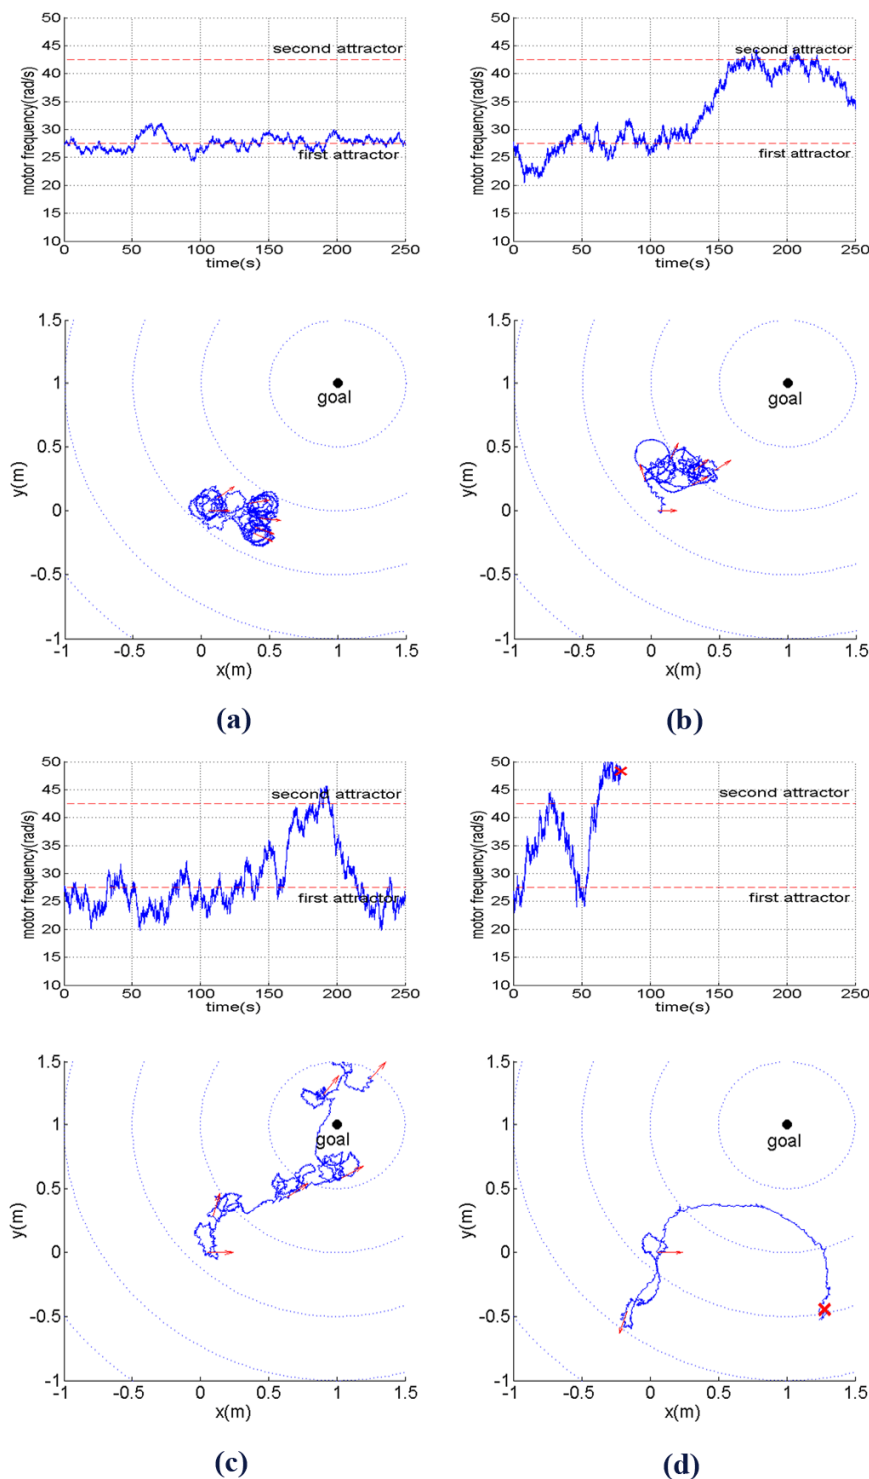 50
45
40
35
30
25
20
15
10
second attractor
first attractor
motor frequency(rad/s)
0 50 100 150 200 250
time(s)
50
45
40
35
30
25
20
15
10
second attractor
first attractor
motor frequency(rad/s)
0 50 100 150 200 250
time(s)
1.5
1
0.5
0
-0.5
-1
goal
y(m)
-1 -0.5 0 0.5 1 1.5
x(m)
(a)
1.5
1
0.5
0
-0.5
-1
goal
y(m)
-1 -0.5 0 0.5 1 1.5
x(m)
(b)
50
45
40
35
30
25
20
15
10
second attractor
first attractor
motor frequency(rad/s)
0 50 100 150 200 250
time(s)
50
45
40
35
30
25
20
15
10
second attractor
first attractor
motor frequency(rad/s)
0 50 100 150 200 250
time(s)
1.5
1
0.5
0
-0.5
-1
goal
y(m)
-1 -0.5 0 0.5 1 1.5
x(m)
(c)
1.5
1
0.5
0
-0.5
-1
goal
y(m)
-1 -0.5 0 0.5 1 1.5
x(m)
(d)